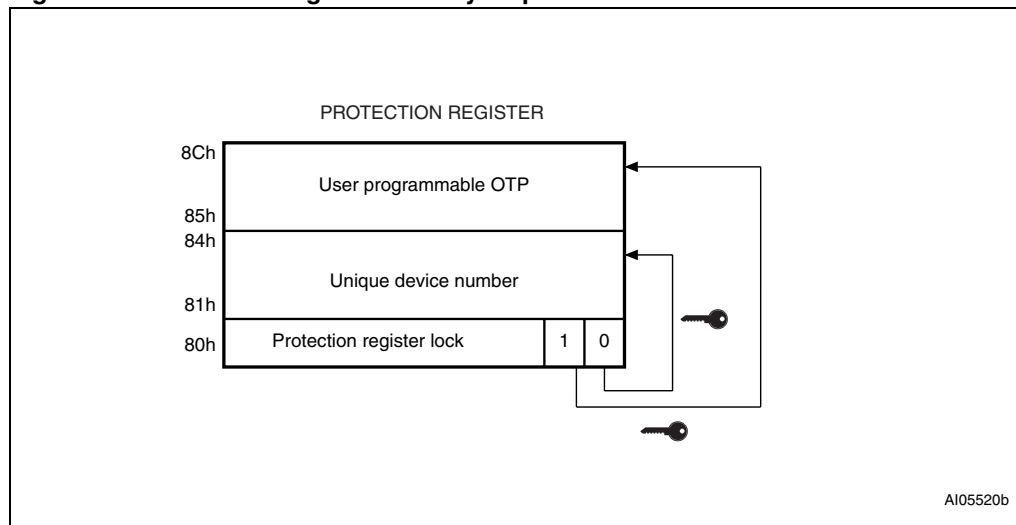 PROTECTION REGISTER
8Ch
User programmable OTP
85h
84h
Unique device number
81h
80h Protection register lock 1 0
AI05520b